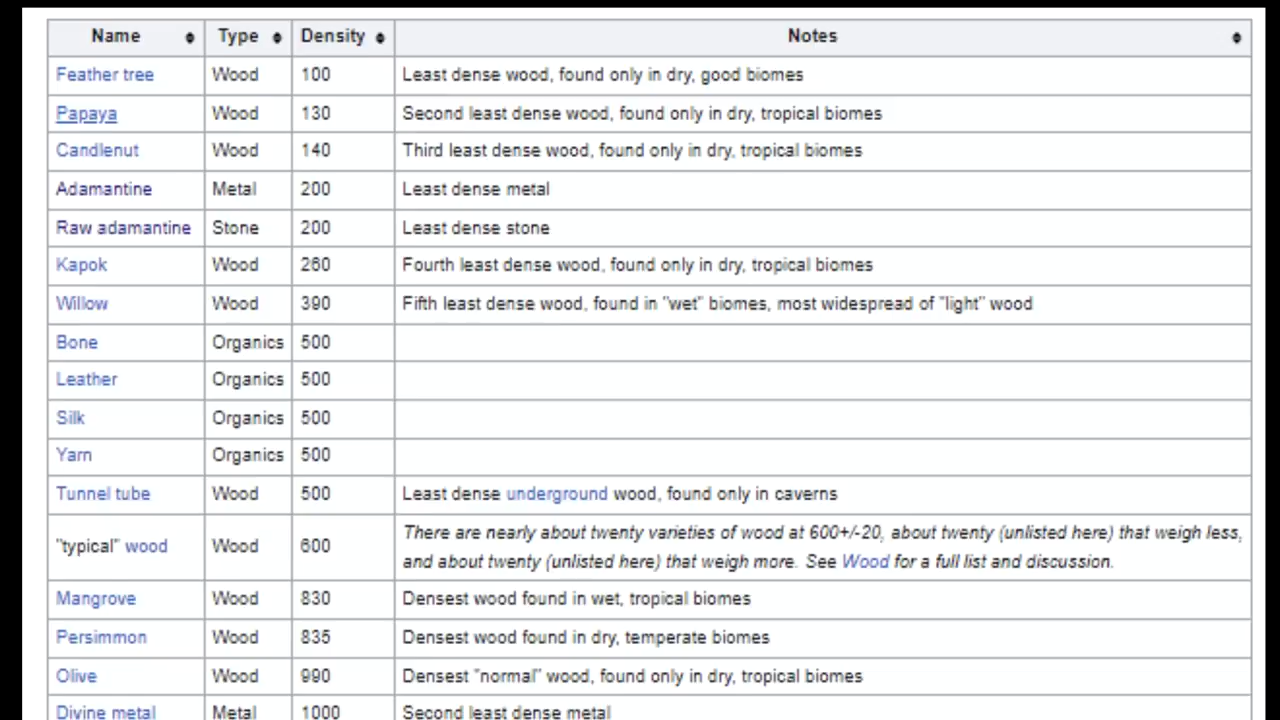 Name Type Density Notes
Feather tree Wood 100 Least dense wood, found only in dry, good biomes
Papaya Wood 130 Second least dense wood, found only in dry, tropical biomes
Candlenut Wood 140 Third least dense wood, found only in dry, tropical biomes
Adamantine Metal 200 Least dense metal
Raw adamantine Stone 200 Least dense stone
Kapok Wood 260 Fourth least dense wood, found only in dry, tropical biomes
Willow Wood 390 Fifth least dense wood, found in "wet" biomes, most widespread of "light" wood
Bone Organics 500
Leather Organics 500
Silk Organics 500
Yarn Organics 500
Tunnel tube Wood 500 Least dense underground wood, found only in caverns
"typical" wood Wood 600 There are nearly about twenty varieties of wood at 600+/-20, about twenty (unlisted here) that weigh less,
and about twenty (unlisted here) that weigh more. See Wood for a full list and discussion.
Mangrove Wood 830 Densest wood found in wet, tropical biomes
Persimmon Wood 835 Densest wood found in dry, temperate biomes
Olive Wood 990 Densest "normal" wood, found only in dry, tropical biomes
Divine metal Metal 1000 Second least dense metal